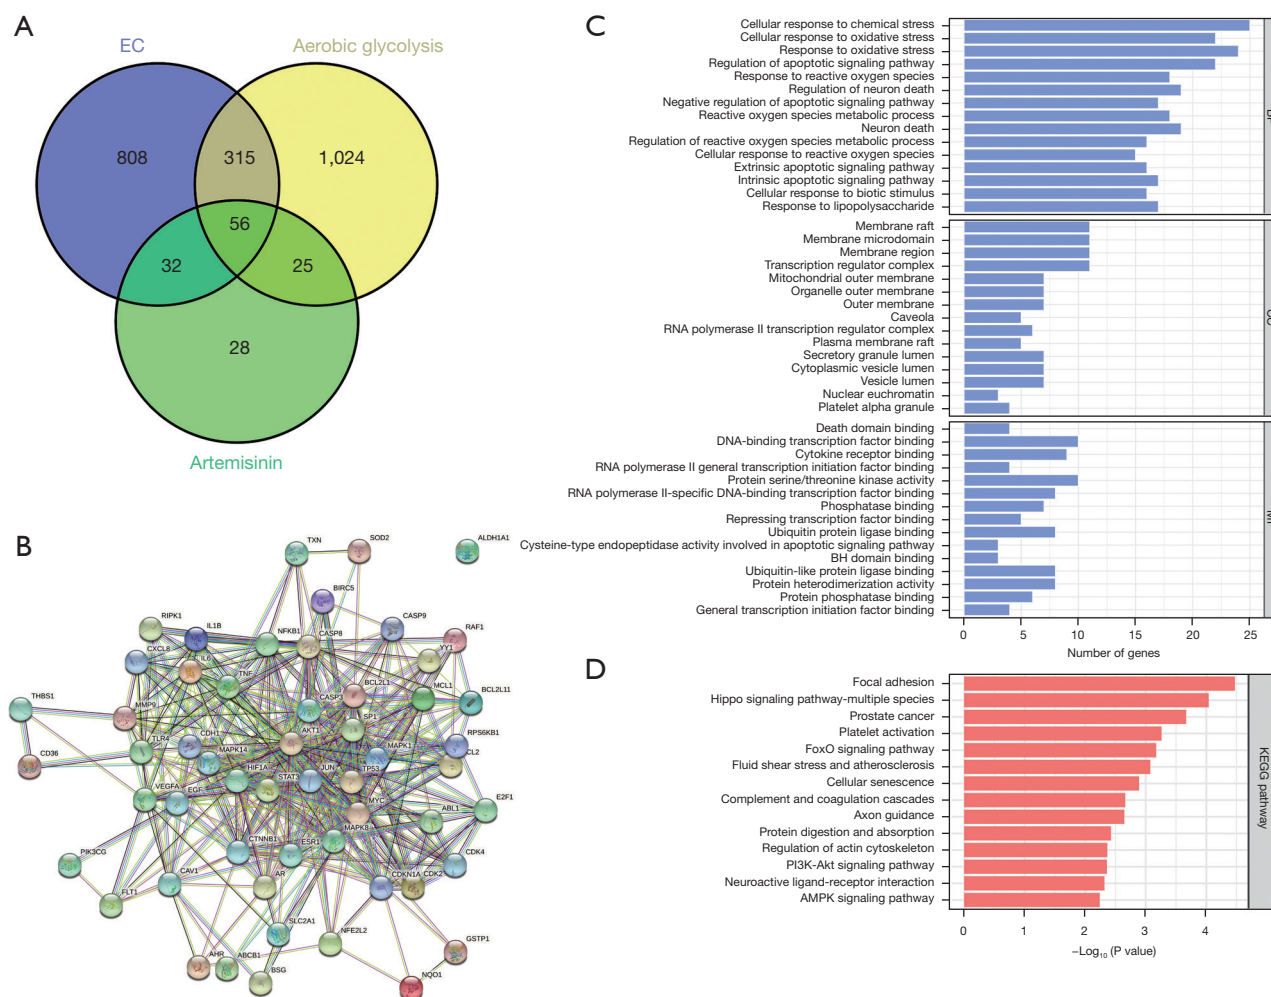 A
EC
Aerobic glycolysis
808
315
1,024
56
32
25
28
Artemisinin
B
TXN
SOD2
ALDH1A1
BIRC5
RIPK1
IL1B
NFKB1
CASP8
CASP9
RAF1
CXCL8
IL6
YY1
TNF
BCL2L1
MCL1
BCL2L11
THBS1
MMP9
CASP3
SP1
AKT1
RPS6KB1
CD36
TLR4
CDH1
MAPK14
MAPK1
CL2
HIF1A
STAT3
JUN
TP53
VEGFA
EGF
MYC
ABL1
E2F1
CTNNB1
ESR1
MAPK8
PIK3CG
CAV1
AR
CDKN1A
CDK2
CDK4
FLT1
SLC2A1
NFE2L2
GSTP1
AHR
ABCB1
BSG
NQO1
C
Cellular response to chemical stress
Cellular response to oxidative stress
Response to oxidative stress
Regulation of apoptotic signaling pathway
Response to reactive oxygen species
Regulation of neuron death
Negative regulation of apoptotic signaling pathway
Reactive oxygen species metabolic process
Neuron death
Regulation of reactive oxygen species metabolic process
Cellular response to reactive oxygen species
Extrinsic apoptotic signaling pathway
Intrinsic apoptotic signaling pathway
Cellular response to biotic stimulus
Response to lipopolysaccharide
Membrane raft
Membrane microdomain
Membrane region
Transcription regulator complex
Mitochondrial outer membrane
Organelle outer membrane
Outer membrane
Caveola
RNA polymerase II transcription regulator complex
Plasma membrane raft
Secretory granule lumen
Cytoplasmic vesicle lumen
Vesicle lumen
Nuclear euchromatin
Platelet alpha granule
Death domain binding
DNA-binding transcription factor binding
Cytokine receptor binding
RNA polymerase II general transcription initiation factor binding
Protein serine/threonine kinase activity
RNA polymerase II-specific DNA-binding transcription factor binding
Phosphatase binding
Repressing transcription factor binding
Ubiquitin protein ligase binding
Cysteine-type endopeptidase activity involved in apoptotic signaling pathway
BH domain binding
Ubiquitin-like protein ligase binding
Protein heterodimerization activity
Protein phosphatase binding
General transcription initiation factor binding
0 5 10 15 20 25
Number of genes
D
Focal adhesion
Hippo signaling pathway-multiple species
Prostate cancer
Platelet activation
FoxO signaling pathway
Fluid shear stress and atherosclerosis
Cellular senescence
Complement and coagulation cascades
Axon guidance
Protein digestion and absorption
Regulation of actin cytoskeleton
PI3K-Akt signaling pathway
Neuroactive ligand-receptor interaction
AMPK signaling pathway
KEGG pathway
0 1 2 3 4
−Log₁₀ (P value)